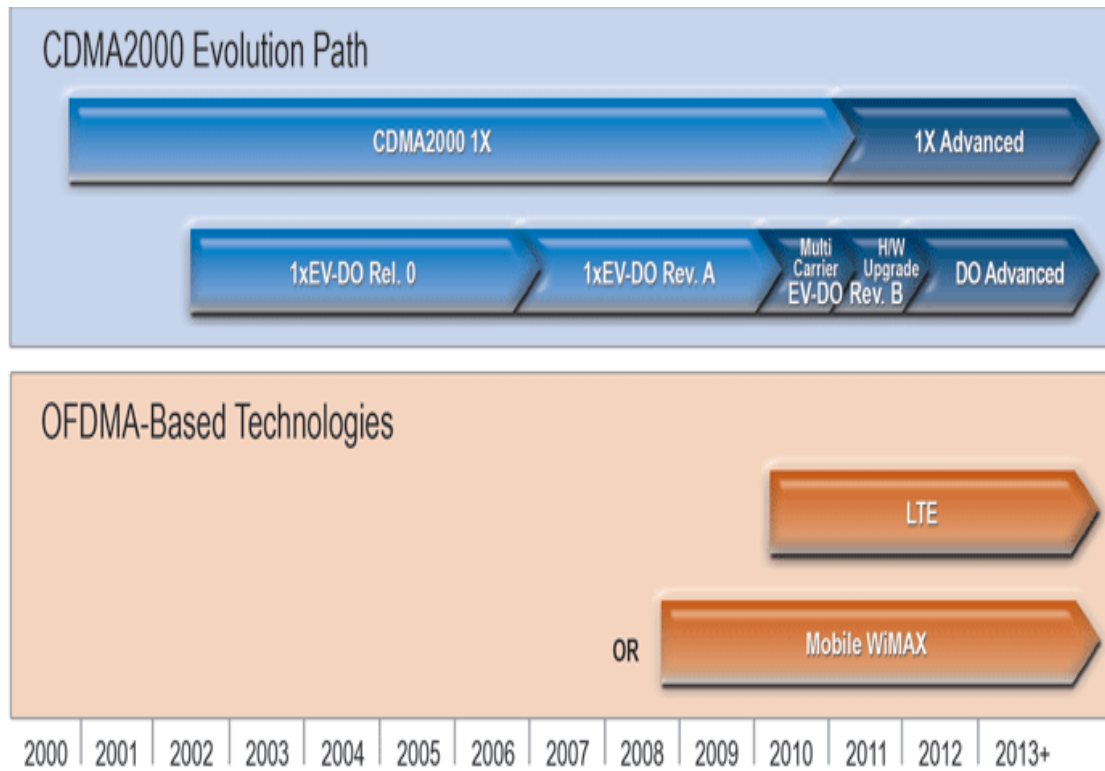 CDMA2000 Evolution Path
CDMA2000 1X
1X Advanced
1xEV-DO Rel. 0
1xEV-DO Rev. A
Multi
Carrier
H/W
Upgrade
EV-DO Rev. B
DO Advanced
OFDMA-Based Technologies
LTE
OR
Mobile WiMAX
2000 2001 2002 2003 2004 2005 2006 2007 2008 2009 2010 2011 2012 2013+